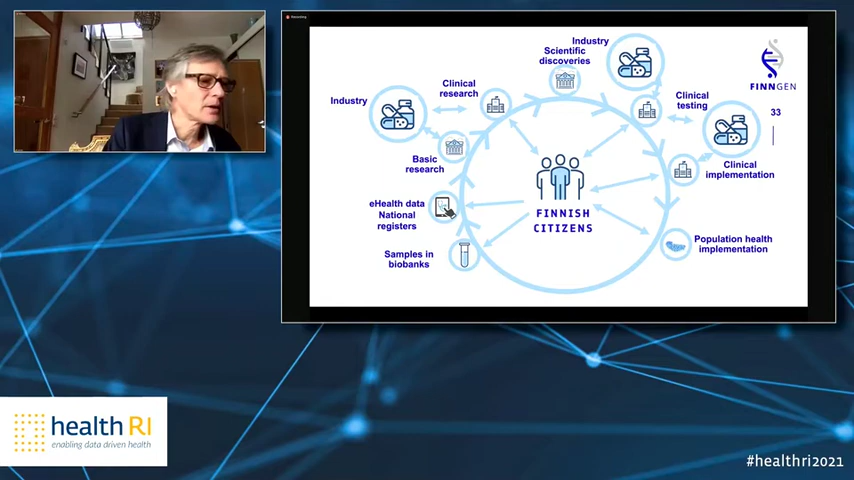 Recording
Industry
Scientific
discoveries
Clinical
research
Industry
Clinical
testing
FINNGEN
33
Basic
research
Clinical
implementation
eHealth data
National
registers
FINNISH
CITIZENS
Samples in
biobanks
Population health
implementation
health RI
enabling data driven health
#healthri2021